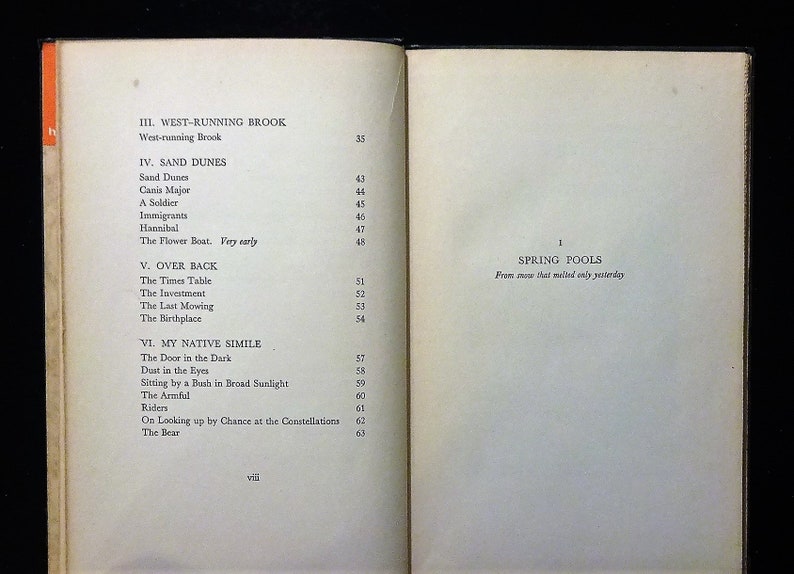 h
III. WEST–RUNNING BROOK
West-running Brook 35
IV. SAND DUNES
Sand Dunes 43
Canis Major 44
A Soldier 45
Immigrants 46
Hannibal 47
The Flower Boat. Very early 48
V. OVER BACK
The Times Table 51
The Investment 52
The Last Mowing 53
The Birthplace 54
VI. MY NATIVE SIMILE
The Door in the Dark 57
Dust in the Eyes 58
Sitting by a Bush in Broad Sunlight 59
The Armful 60
Riders 61
On Looking up by Chance at the Constellations 62
The Bear 63
viii
I
SPRING POOLS
From snow that melted only yesterday